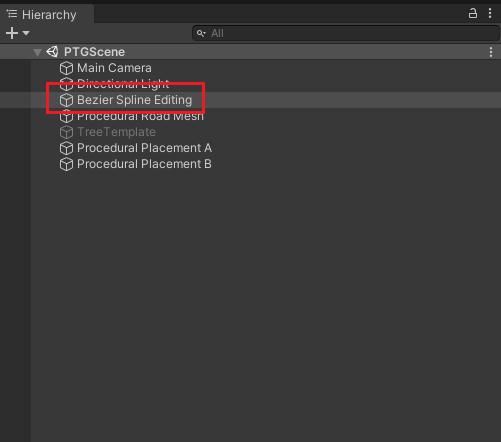 Hierarchy
All
PTGScene
Main Camera
Directional Light
Bezier Spline Editing
Procedural Road Mesh
TreeTemplate
Procedural Placement A
Procedural Placement B